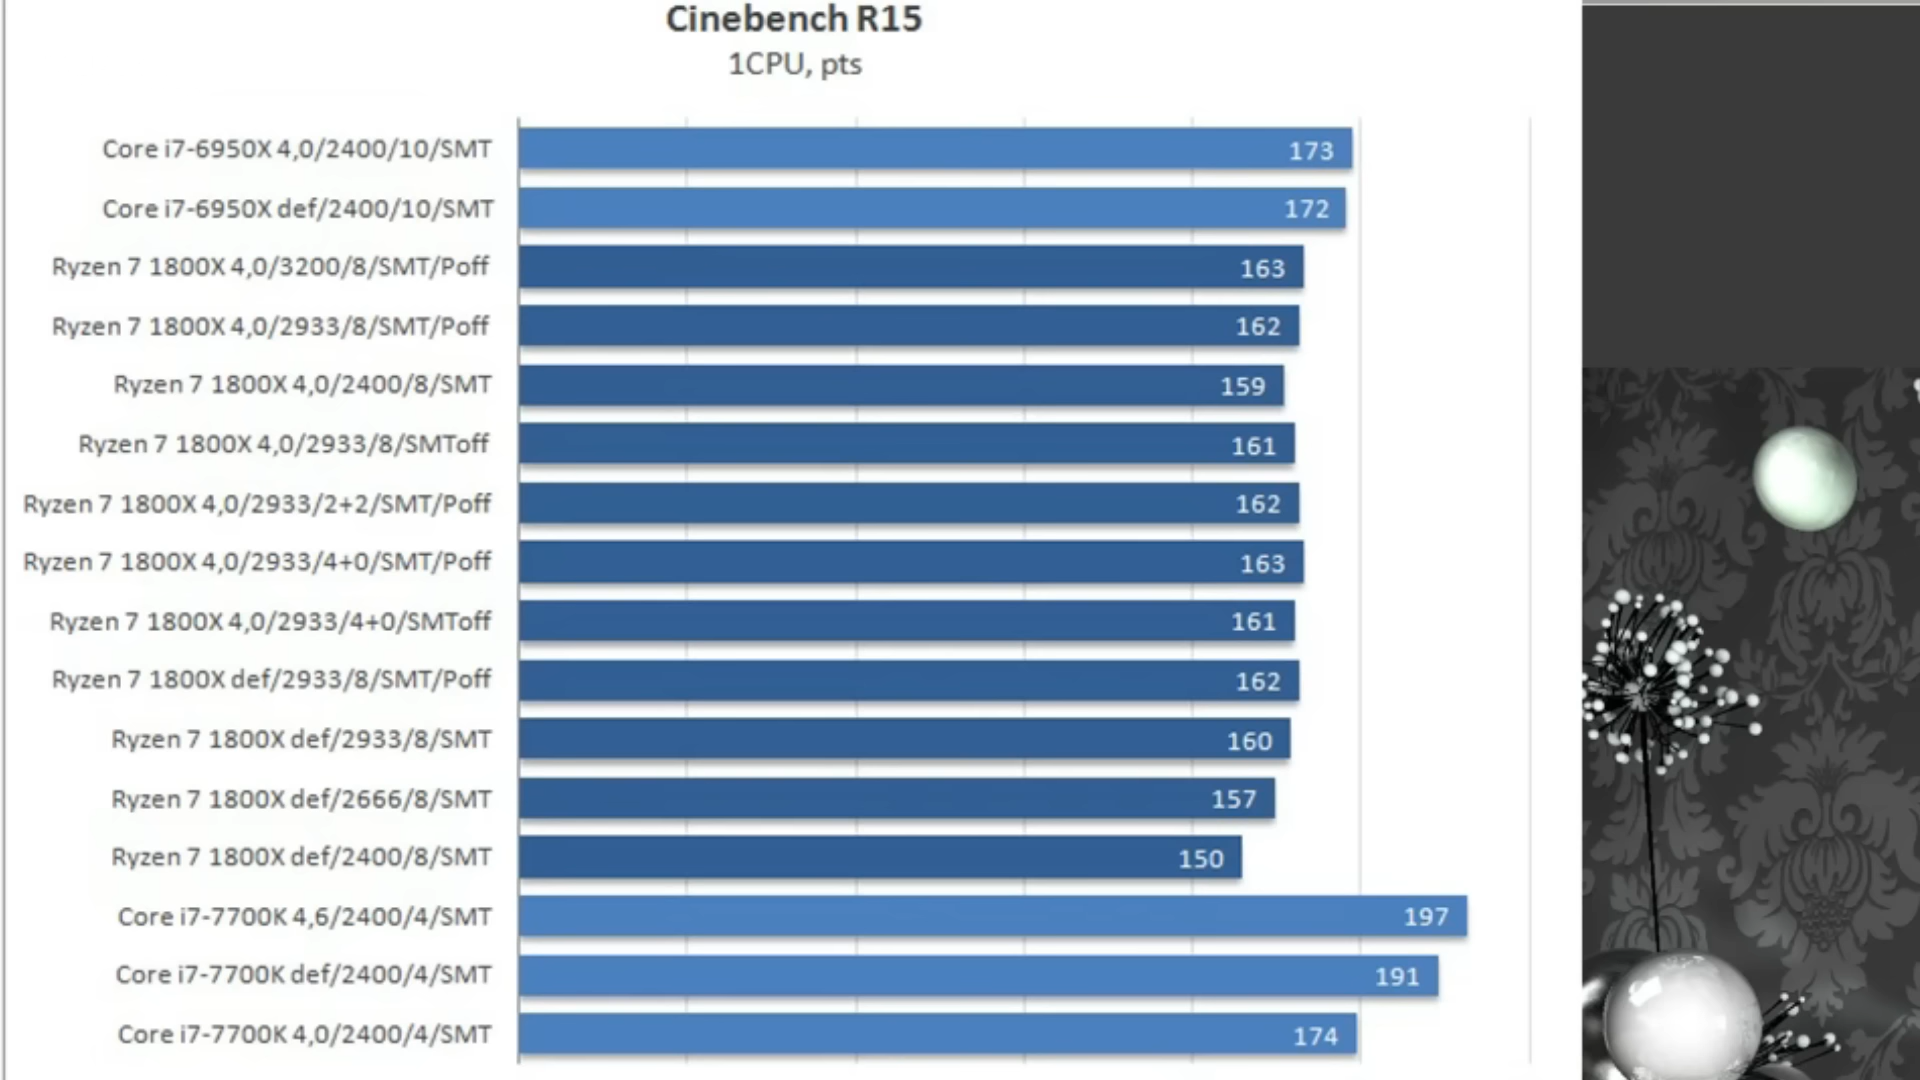 Cinebench R15
1CPU, pts
Core i7-6950X 4,0/2400/10/SMT 173
Core i7-6950X def/2400/10/SMT 172
Ryzen 7 1800X 4,0/3200/8/SMT/Poff 163
Ryzen 7 1800X 4,0/2933/8/SMT/Poff 162
Ryzen 7 1800X 4,0/2400/8/SMT 159
Ryzen 7 1800X 4,0/2933/8/SMToff 161
Ryzen 7 1800X 4,0/2933/2+2/SMT/Poff 162
Ryzen 7 1800X 4,0/2933/4+0/SMT/Poff 163
Ryzen 7 1800X 4,0/2933/4+0/SMToff 161
Ryzen 7 1800X def/2933/8/SMT/Poff 162
Ryzen 7 1800X def/2933/8/SMT 160
Ryzen 7 1800X def/2666/8/SMT 157
Ryzen 7 1800X def/2400/8/SMT 150
Core i7-7700K 4,6/2400/4/SMT 197
Core i7-7700K def/2400/4/SMT 191
Core i7-7700K 4,0/2400/4/SMT 174